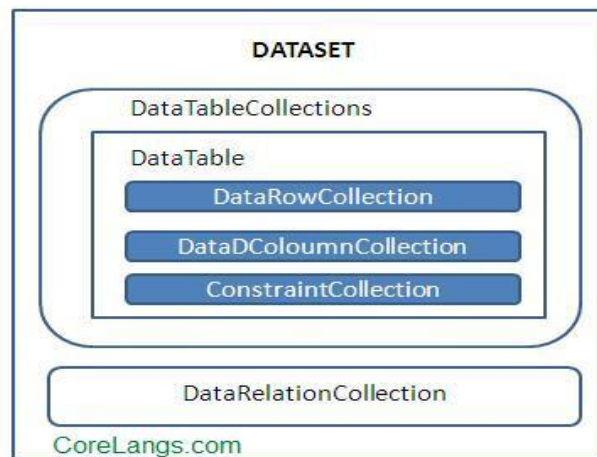 DATASET
DataTableCollections
DataTable
DataRowCollection
DataDColoumnCollection
ConstraintCollection
DataRelationCollection
CoreLangs.com